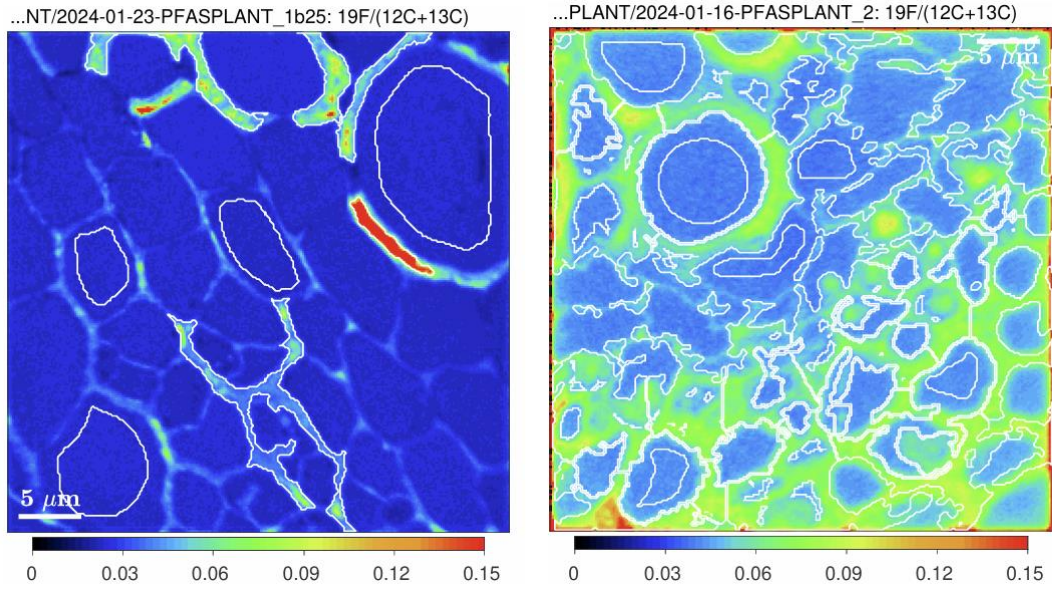 ...NT/2024-01-23-PFASPLANT_1b25: 19F/(12C+13C)
5 μm
0 0.03 0.06 0.09 0.12 0.15
...PLANT/2024-01-16-PFASPLANT_2: 19F/(12C+13C)
5 μm
0 0.03 0.06 0.09 0.12 0.15